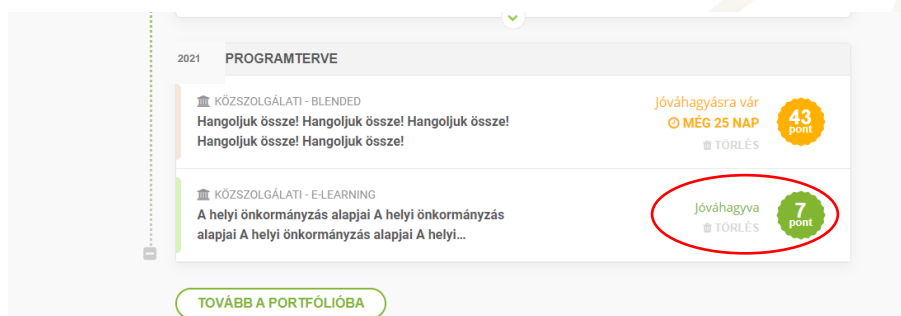 2021 PROGRAMTERVE
KÖZSZOLGÁLATI - BLENDED
Hangoljuk össze! Hangoljuk össze! Hangoljuk össze!
Hangoljuk össze! Hangoljuk össze!
Jóváhagyásra vár
MÉG 25 NAP
TÖRLÉS
43
pont
KÖZSZOLGÁLATI - E-LEARNING
A helyi önkormányzás alapjai A helyi önkormányzás
alapjai A helyi önkormányzás alapjai A helyi...
Jóváhagyva
TÖRLÉS
7
pont
TOVÁBB A PORTFÓLIÓBA